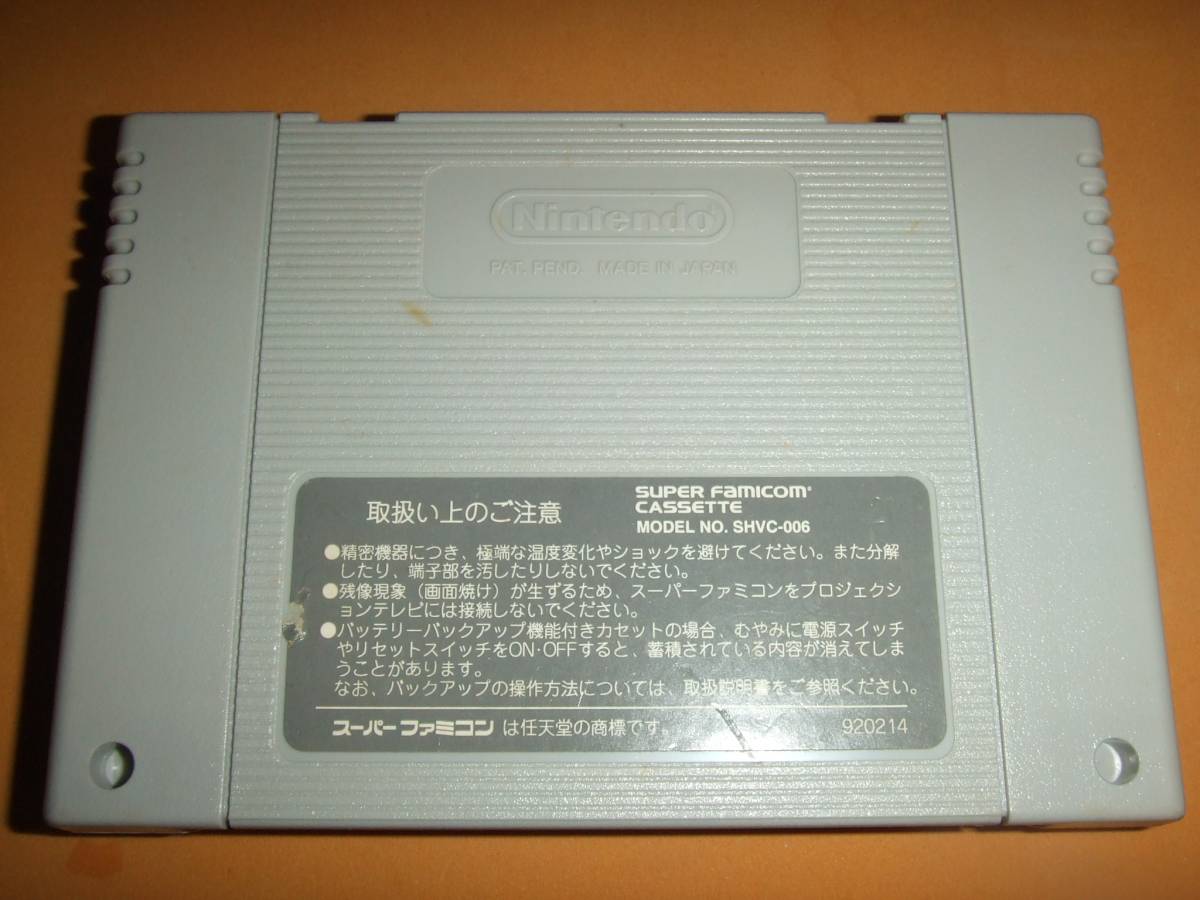 Nintendo®
PAT. PEND. MADE IN JAPAN
取扱い上のご注意
SUPER FAMICOM®
CASSETTE
MODEL NO. SHVC-006
●精密機器につき、極端な温度変化やショックを避けてください。また分解
したり、端子部を汚したりしないでください。
●残像現象（画面焼け）が生ずるため、スーパーファミコンをプロジェクシ
ョンテレビには接続しないでください。
●バッテリーバックアップ機能付きカセットの場合、むやみに電源スイッチ
やリセットスイッチをON·OFFすると、蓄積されている内容が消えてしま
うことがあります。
なお、バックアップの操作方法については、取扱説明書をご参照ください。
スーパーファミコン は任天堂の商標です。 920214